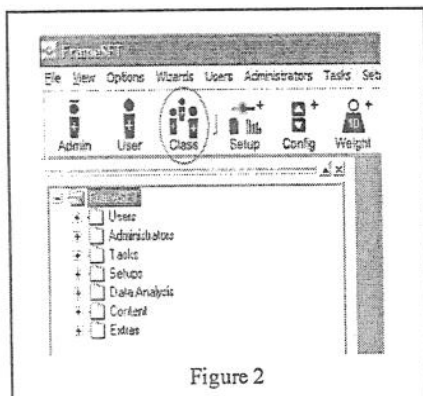 File View Options Wizards Users Administrators Tasks
Admin User Class Setup Config Weight
Users
Administrators
Tasks
Setups
Data Analysis
Content
Extras
Figure 2